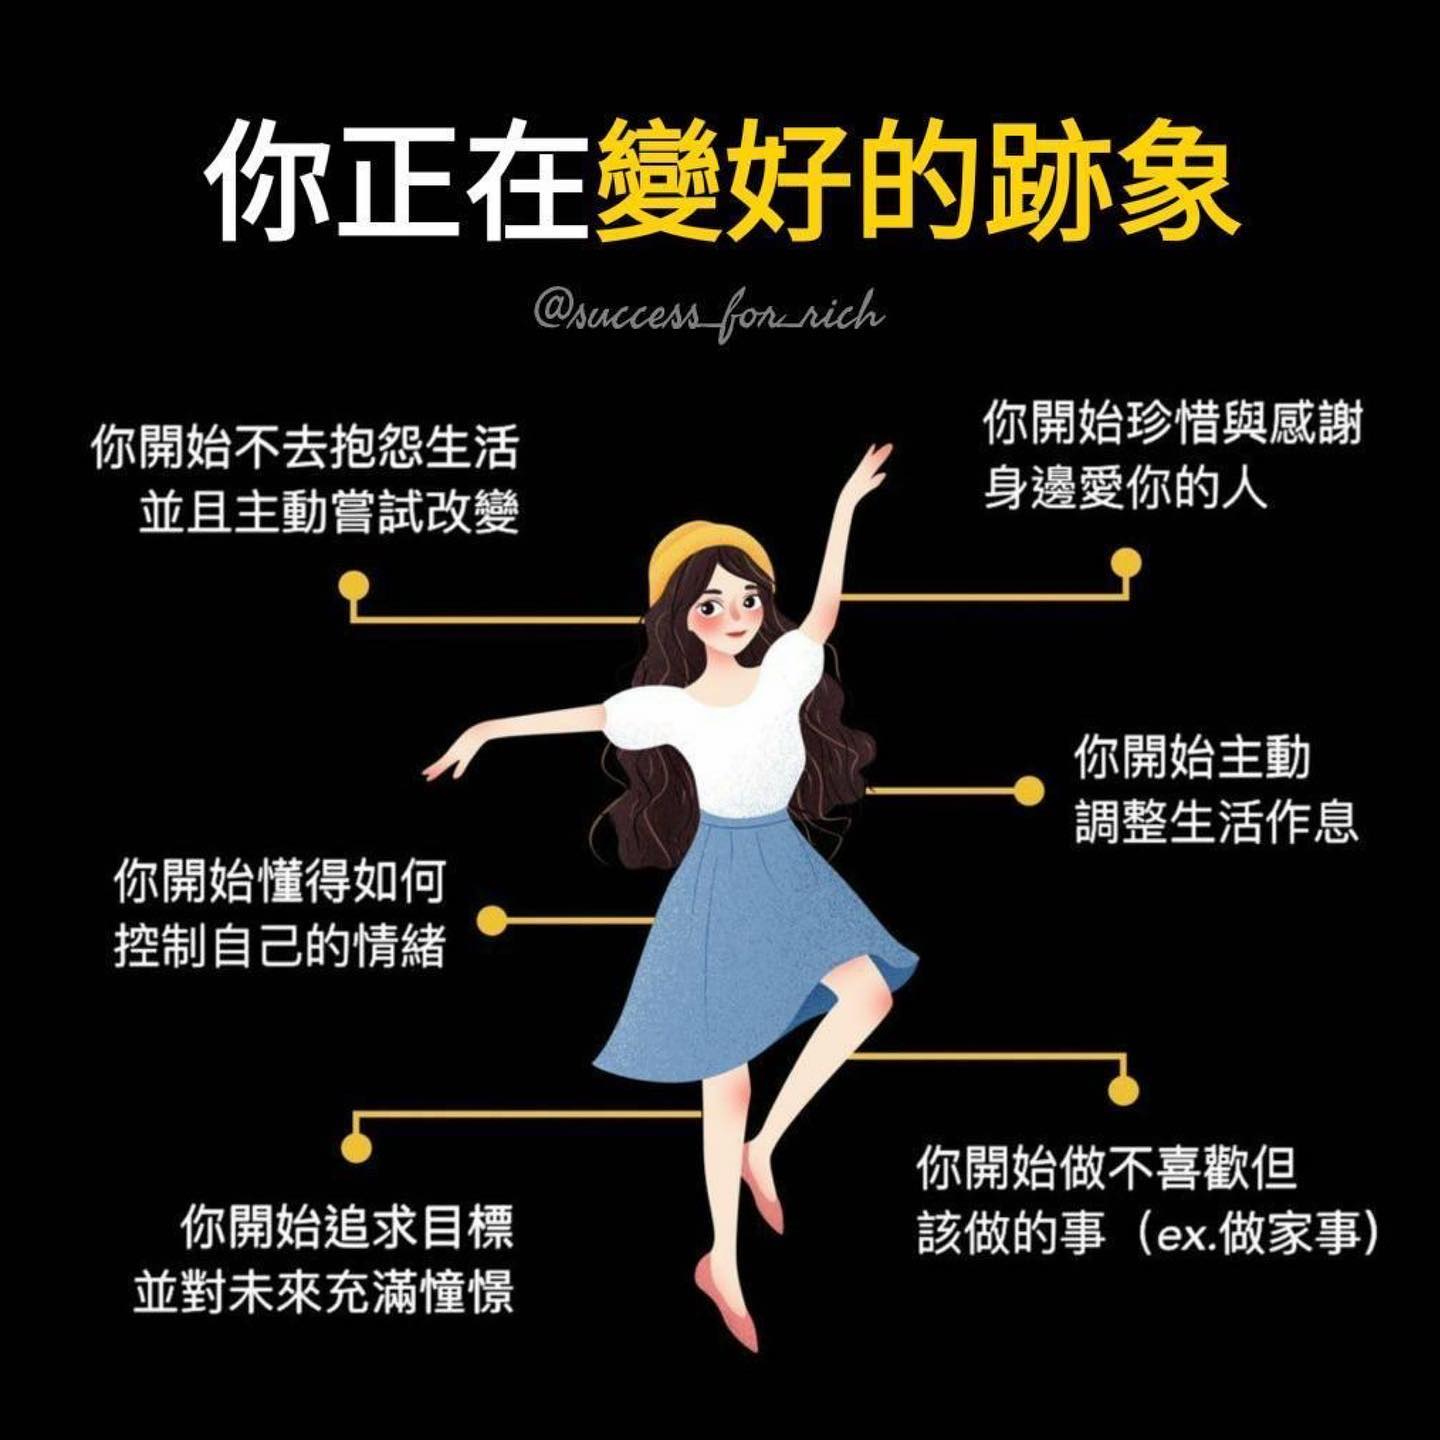 你正在變好的跡象
@success_for_rich
你開始不去抱怨生活
並且主動嘗試改變
你開始珍惜與感謝
身邊愛你的人
你開始主動
調整生活作息
你開始懂得如何
控制自己的情緒
你開始做不喜歡但
該做的事（ex.做家事）
你開始追求目標
並對未來充滿憧憬